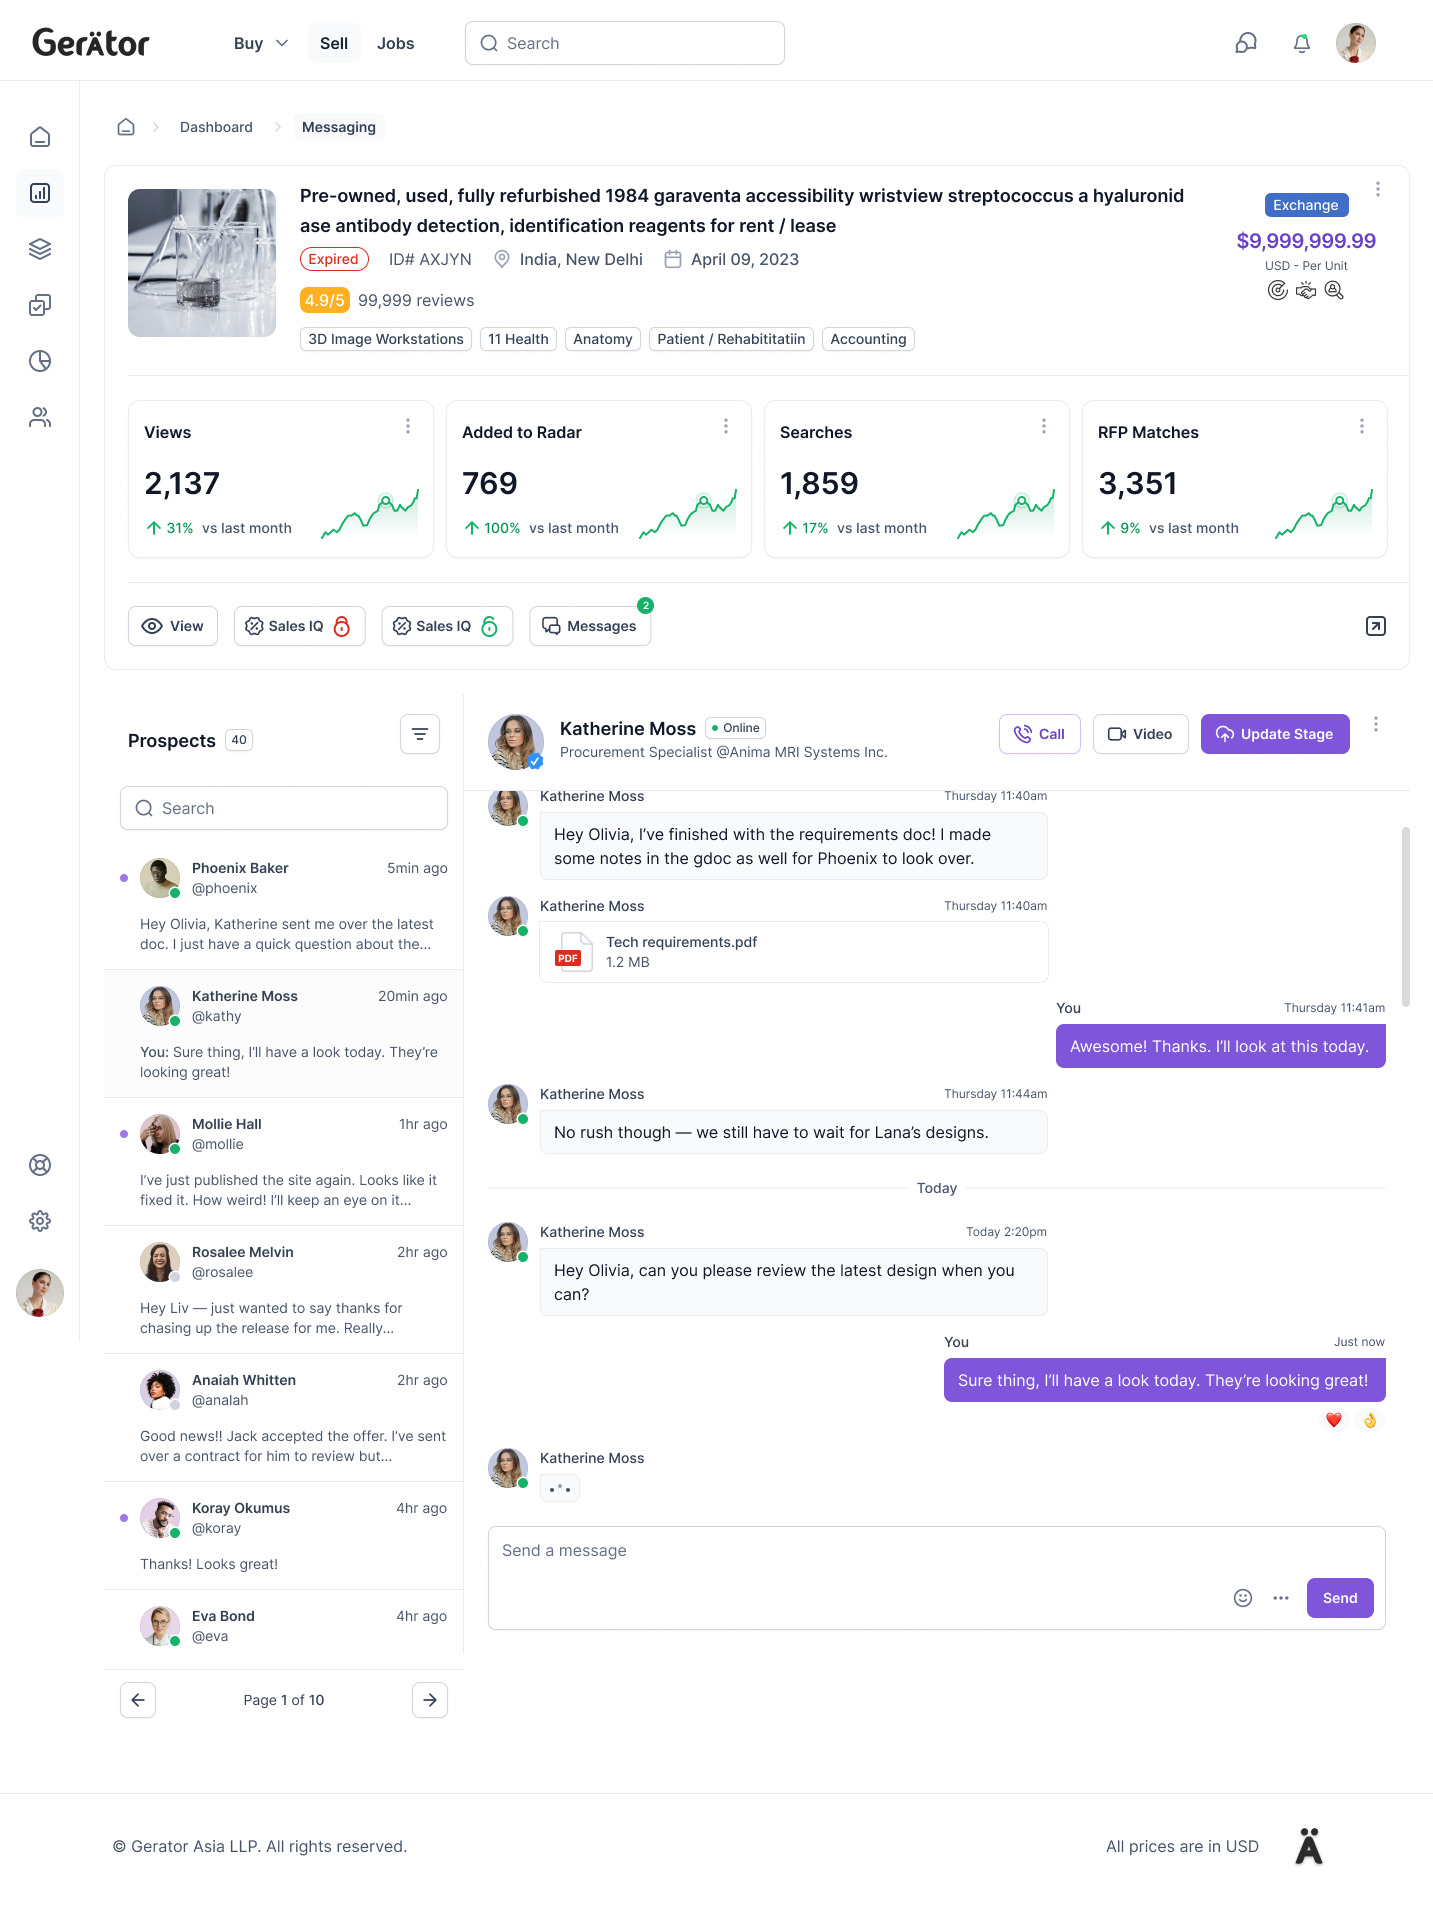 Gerätor
Buy
Sell
Jobs
Search
Dashboard
Messaging
Pre-owned, used, fully refurbished 1984 garaventa accessibility wristview streptococcus a hyaluronid
ase antibody detection, identification reagents for rent / lease
Expired
ID# AXJYN
India, New Delhi
April 09, 2023
4.9/5
99,999 reviews
3D Image Workstations
11 Health
Anatomy
Patient / Rehabititatiin
Accounting
Exchange
$9,999,999.99
USD - Per Unit
Views
2,137
31% vs last month
Added to Radar
769
100% vs last month
Searches
1,859
17% vs last month
RFP Matches
3,351
9% vs last month
View
Sales IQ
Sales IQ
Messages
2
Prospects
40
Search
Phoenix Baker
5min ago
@phoenix
Hey Olivia, Katherine sent me over the latest
doc. I just have a quick question about the...
Katherine Moss
20min ago
@kathy
You: Sure thing, I’ll have a look today. They’re
looking great!
Mollie Hall
1hr ago
@mollie
I’ve just published the site again. Looks like it
fixed it. How weird! I’ll keep an eye on it...
Rosalee Melvin
2hr ago
@rosalee
Hey Liv — just wanted to say thanks for
chasing up the release for me. Really...
Anaiah Whitten
2hr ago
@analah
Good news!! Jack accepted the offer. I’ve sent
over a contract for him to review but...
Koray Okumus
4hr ago
@koray
Thanks! Looks great!
Eva Bond
4hr ago
@eva
Page 1 of 10
Katherine Moss
Online
Procurement Specialist @Anima MRI Systems Inc.
Call
Video
Update Stage
Katherine Moss
Thursday 11:40am
Hey Olivia, I’ve finished with the requirements doc! I made
some notes in the gdoc as well for Phoenix to look over.
Katherine Moss
Thursday 11:40am
PDF
Tech requirements.pdf
1.2 MB
You
Thursday 11:41am
Awesome! Thanks. I’ll look at this today.
Katherine Moss
Thursday 11:44am
No rush though — we still have to wait for Lana’s designs.
Today
Katherine Moss
Today 2:20pm
Hey Olivia, can you please review the latest design when you
can?
You
Just now
Sure thing, I’ll have a look today. They’re looking great!
Katherine Moss
Send a message
Send
© Gerator Asia LLP. All rights reserved.
All prices are in USD
Ä